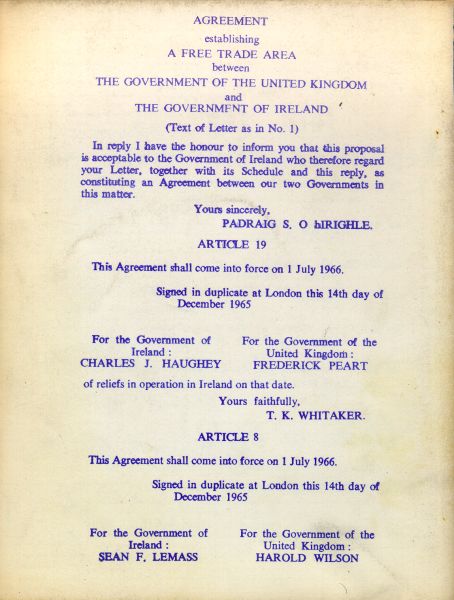 AGREEMENT
establishing
A FREE TRADE AREA
between
THE GOVERNMENT OF THE UNITED KINGDOM
and
THE GOVERNMENT OF IRELAND
(Text of Letter as in No. 1)
In reply I have the honour to inform you that this proposal
is acceptable to the Government of Ireland who therefore regard
your Letter, together with its Schedule and this reply, as
constituting an Agreement between our two Governments in
this matter.
Yours sincerely,
PADRAIG S. O hIRIGHLE.
ARTICLE 19
This Agreement shall come into force on 1 July 1966.
Signed in duplicate at London this 14th day of
December 1965
For the Government of
Ireland :
CHARLES J. HAUGHEY
For the Government of the
United Kingdom :
FREDERICK PEART
of reliefs in operation in Ireland on that date.
Yours faithfully,
T. K. WHITAKER.
ARTICLE 8
This Agreement shall come into force on 1 July 1966.
Signed in duplicate at London this 14th day of
December 1965
For the Government of
Ireland :
SEAN F. LEMASS
For the Government of the
United Kingdom :
HAROLD WILSON